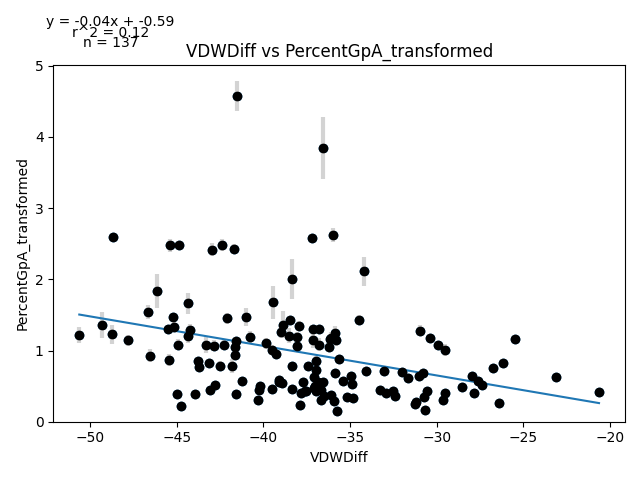 y = -0.04x + -0.59
r^2 = 0.12
n = 137
VDWDiff vs PercentGpA_transformed
PercentGpA_transformed
5
4
3
2
1
0
−50 −45 −40 −35 −30 −25 −20
VDWDiff